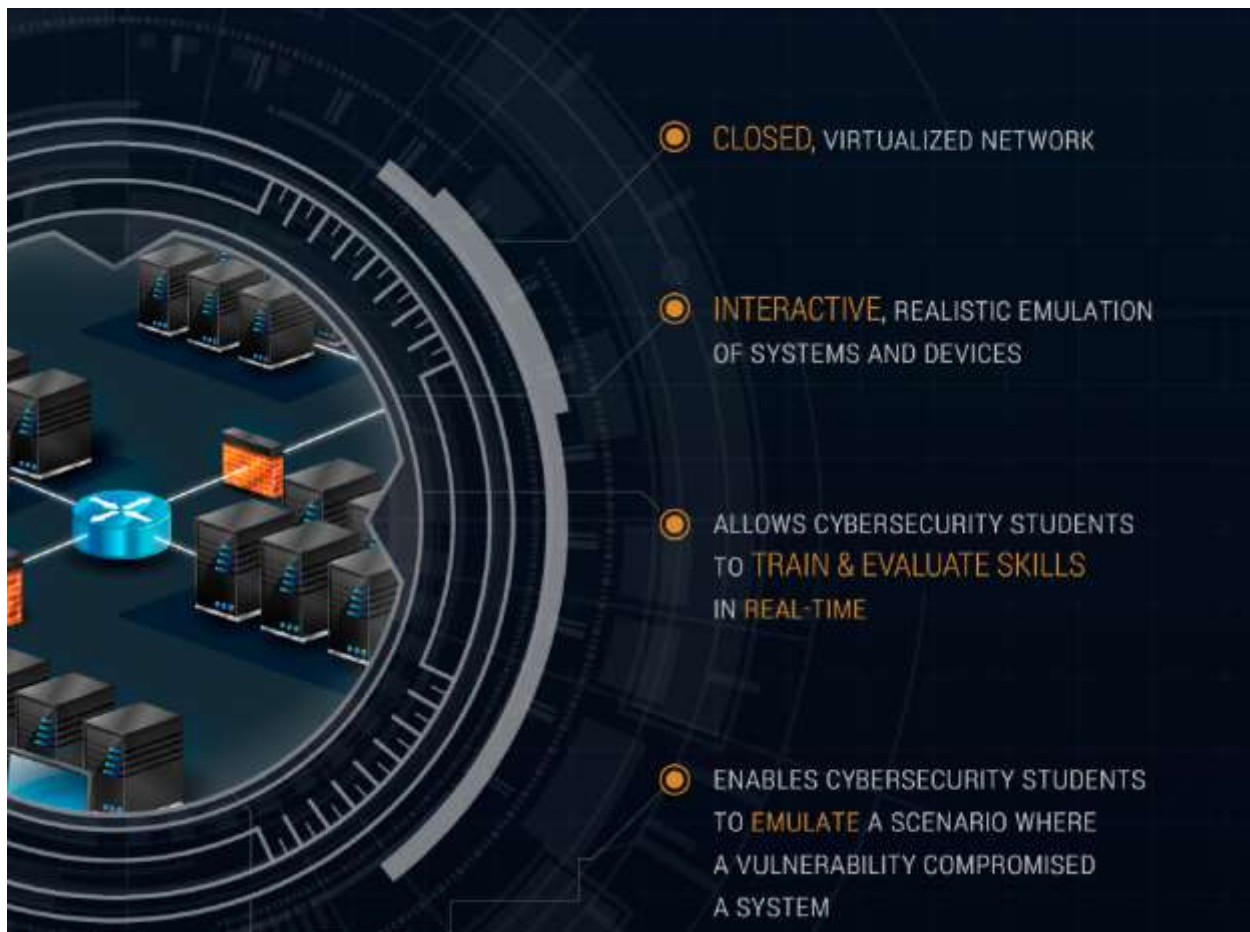 CLOSED, VIRTUALIZED NETWORK
INTERACTIVE, REALISTIC EMULATION
OF SYSTEMS AND DEVICES
ALLOWS CYBERSECURITY STUDENTS
TO TRAIN & EVALUATE SKILLS
IN REAL-TIME
ENABLES CYBERSECURITY STUDENTS
TO EMULATE A SCENARIO WHERE
A VULNERABILITY COMPROMISED
A SYSTEM